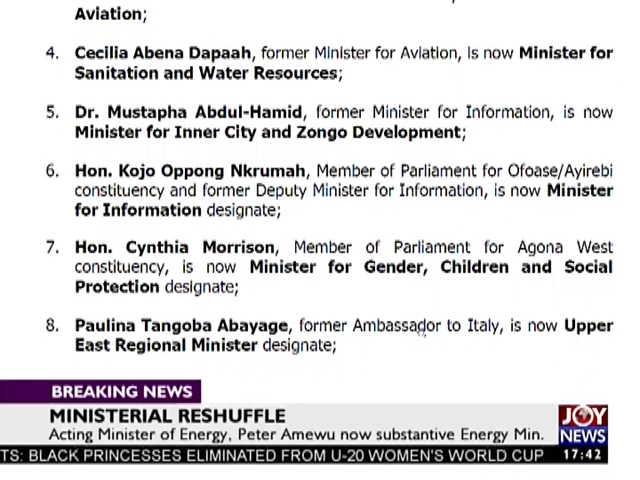 Aviation;
4. Cecilia Abena Dapaah, former Minister for Aviation, is now Minister for
Sanitation and Water Resources;
5. Dr. Mustapha Abdul-Hamid, former Minister for Information, is now
Minister for Inner City and Zongo Development;
6. Hon. Kojo Oppong Nkrumah, Member of Parliament for Ofoase/Ayirebi
constituency and former Deputy Minister for Information, is now Minister
for Information designate;
7. Hon. Cynthia Morrison, Member of Parliament for Agona West
constituency, is now Minister for Gender, Children and Social
Protection designate;
8. Paulina Tangoba Abayage, former Ambassador to Italy, is now Upper
East Regional Minister designate;
BREAKING NEWS
MINISTERIAL RESHUFFLE
Acting Minister of Energy, Peter Amewu now substantive Energy Min.
JOY
NEWS
TS: BLACK PRINCESSES ELIMINATED FROM U-20 WOMEN'S WORLD CUP
17:42